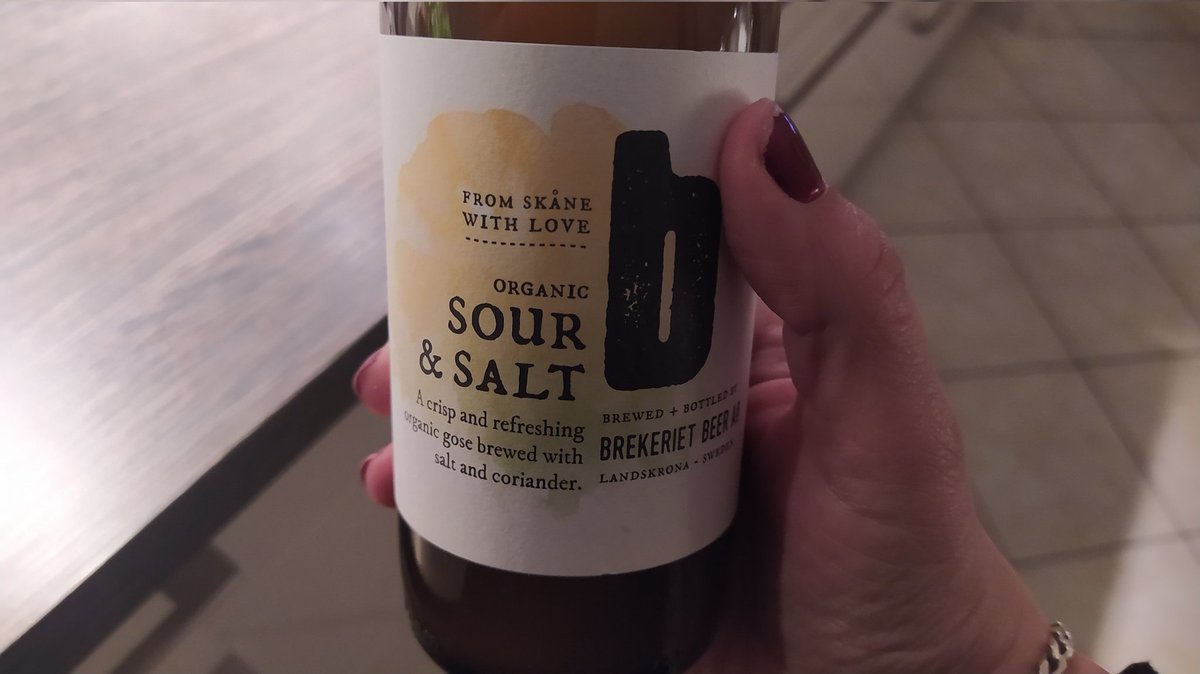 FROM SKÅNE
WITH LOVE
ORGANIC
SOUR
& SALT
A crisp and refreshing
organic gose brewed with
salt and coriander.
b
BREWED + BOTTLED BY
BREKERIET BEER AB
LANDSKRONA - SWEDEN